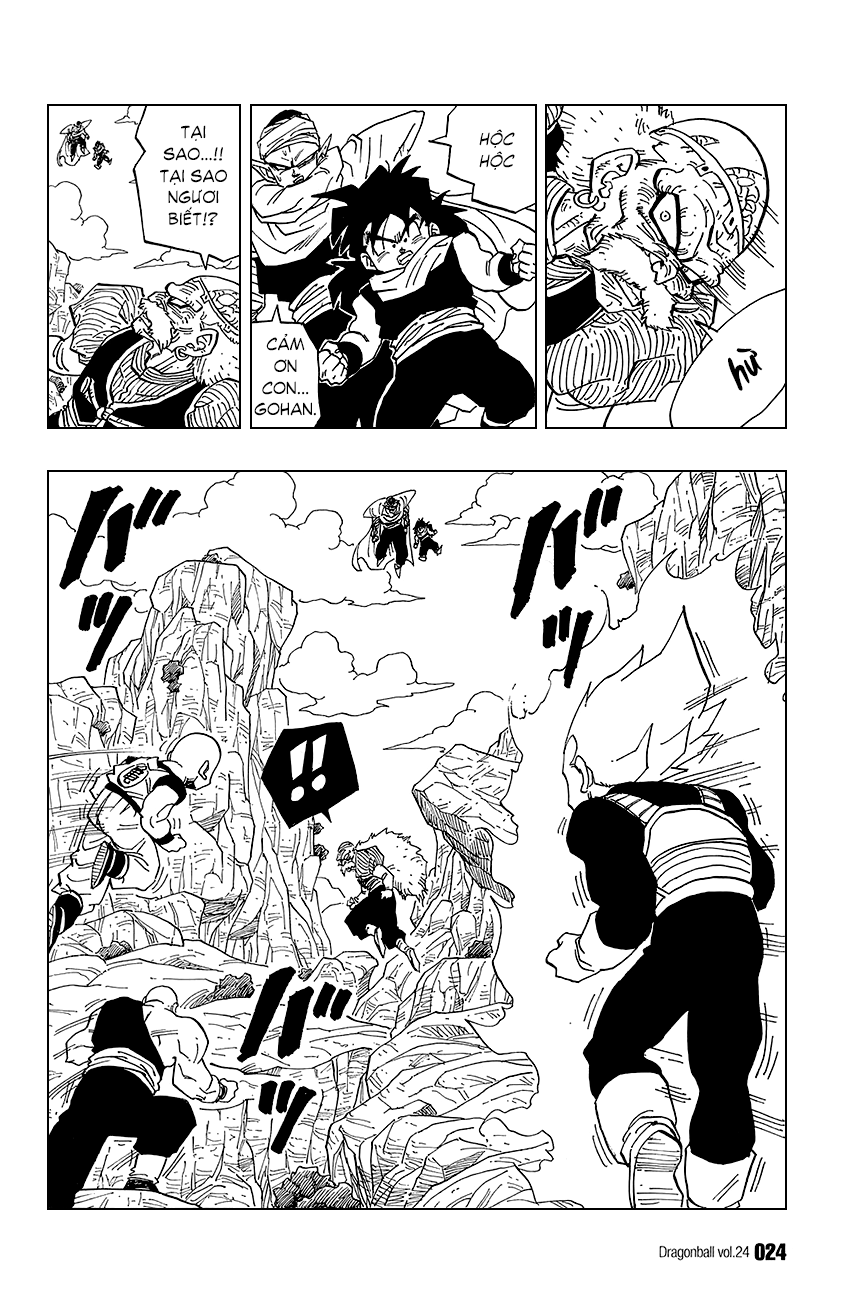 hừ
HỘC
HỘC
CẢM
ƠN
CON...
GOHAN.
TẠI
SAO...!!
TẠI SAO
NGƯƠI
BIẾT!?
バッ
バッ
!!
バッ
Dragonball vol.24 024